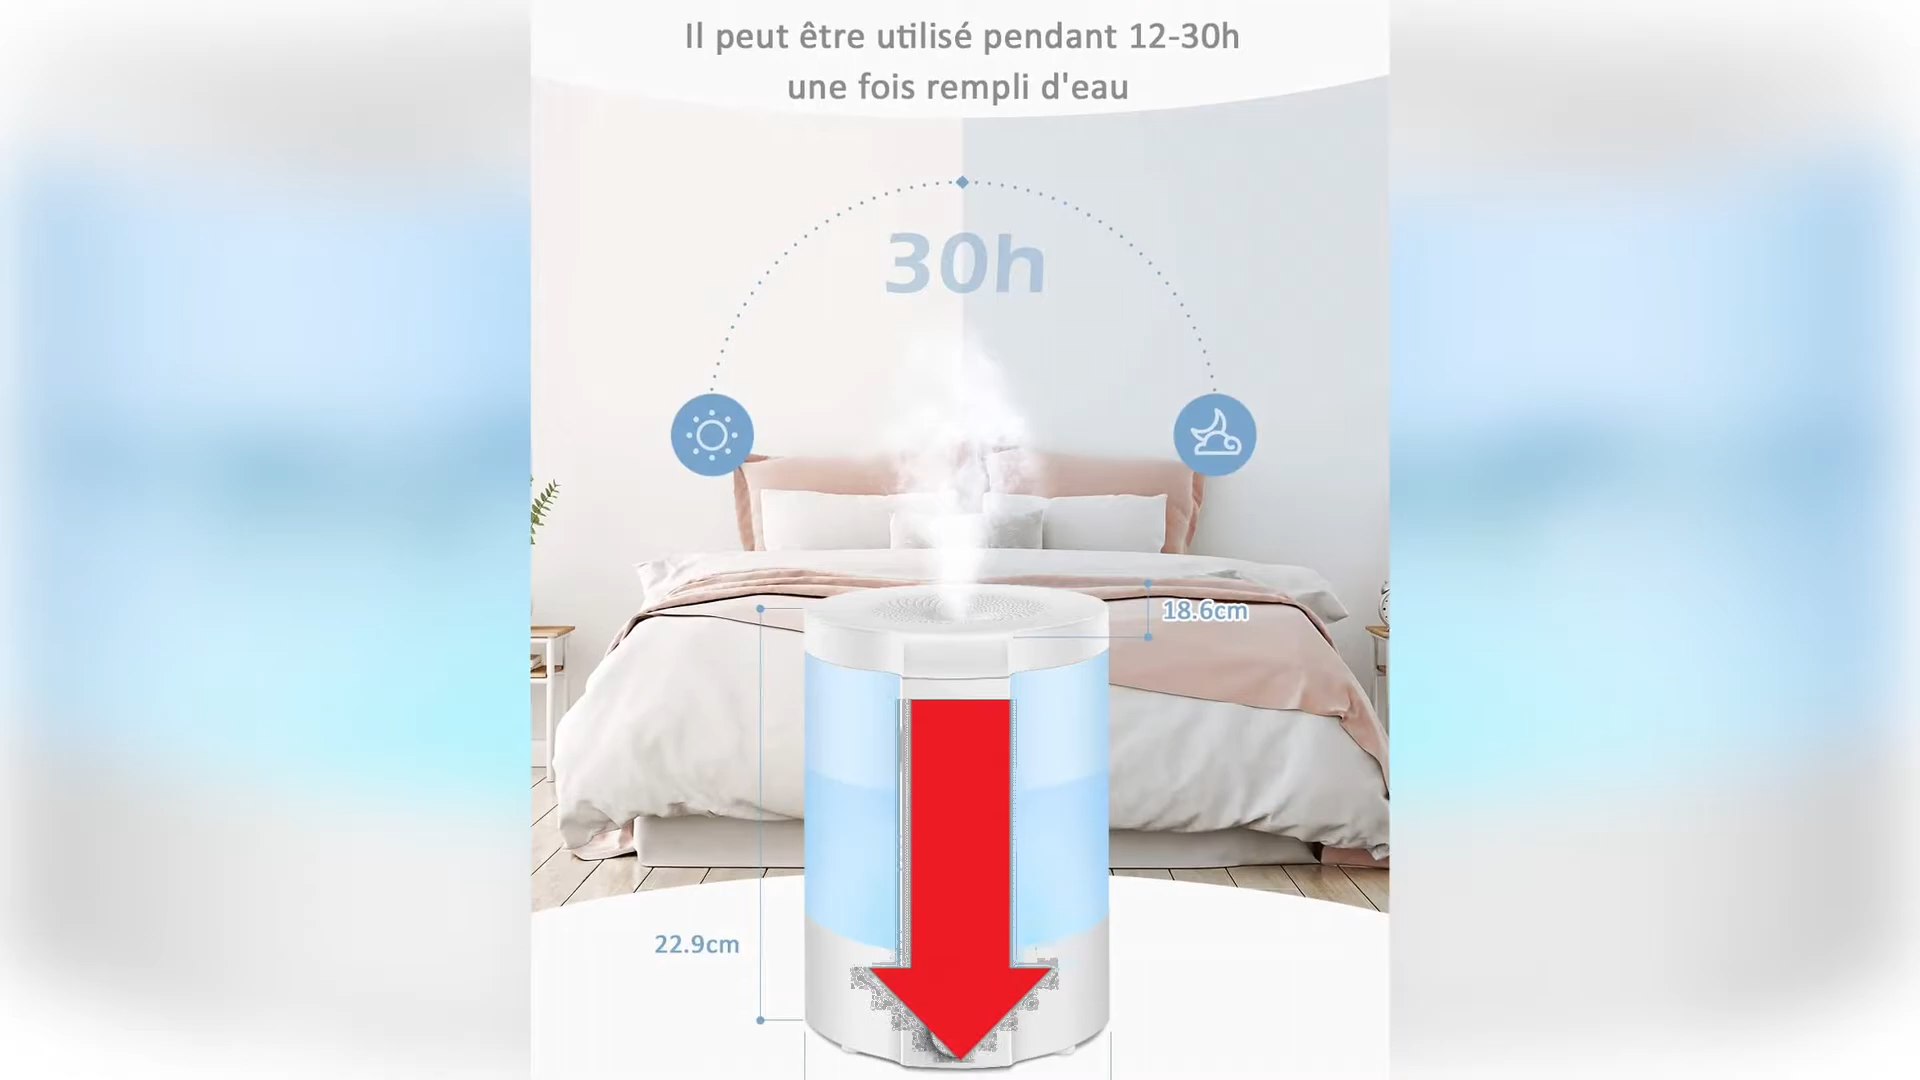 Il peut être utilisé pendant 12-30h
une fois rempli d'eau
30h
18.6cm
22.9cm